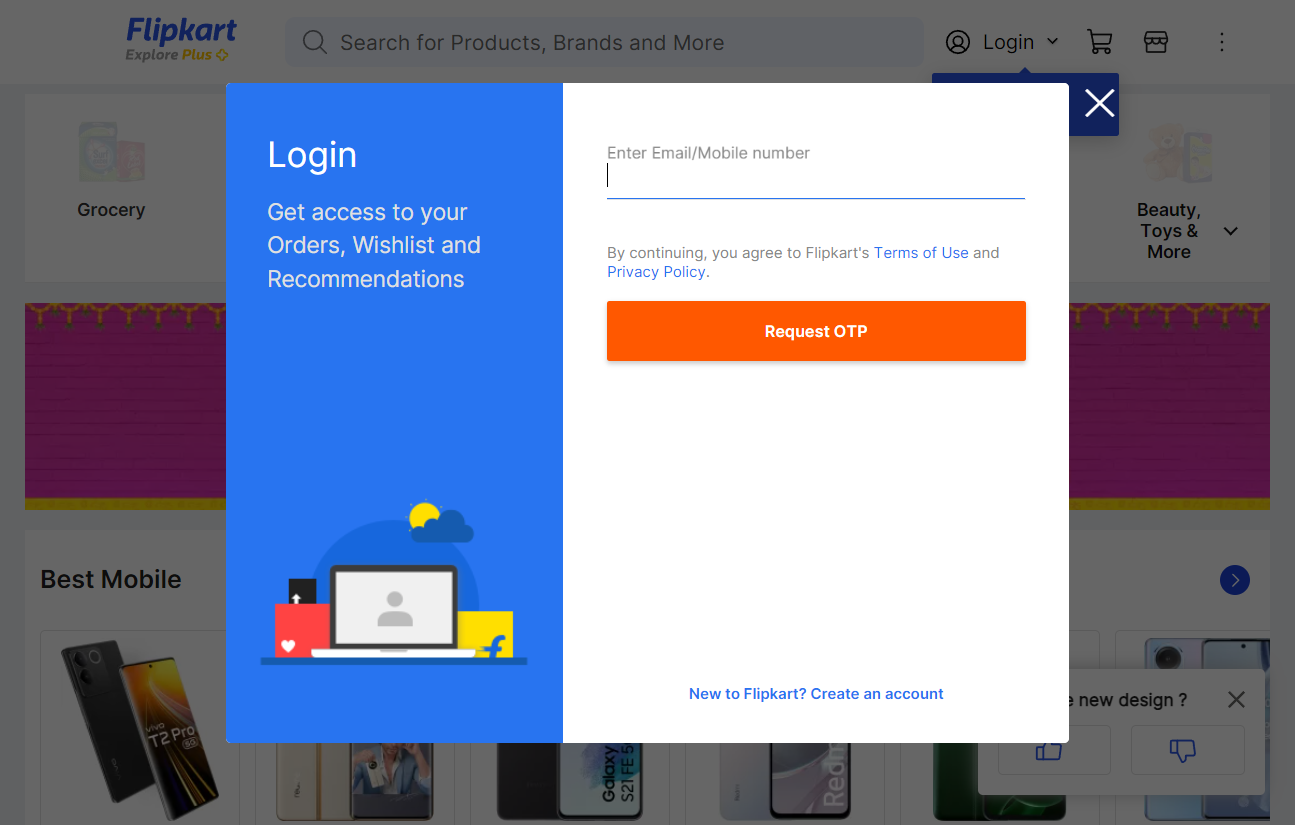 Flipkart
Explore Plus
Search for Products, Brands and More
Login
Grocery
Beauty,
Toys &
More
Login
Get access to your
Orders, Wishlist and
Recommendations
Enter Email/Mobile number
By continuing, you agree to Flipkart's Terms of Use and
Privacy Policy.
Request OTP
New to Flipkart? Create an account
Best Mobile
e new design ?
vivo
T2 Pro
5G
Galaxy
S21 FE 5G
Redmi